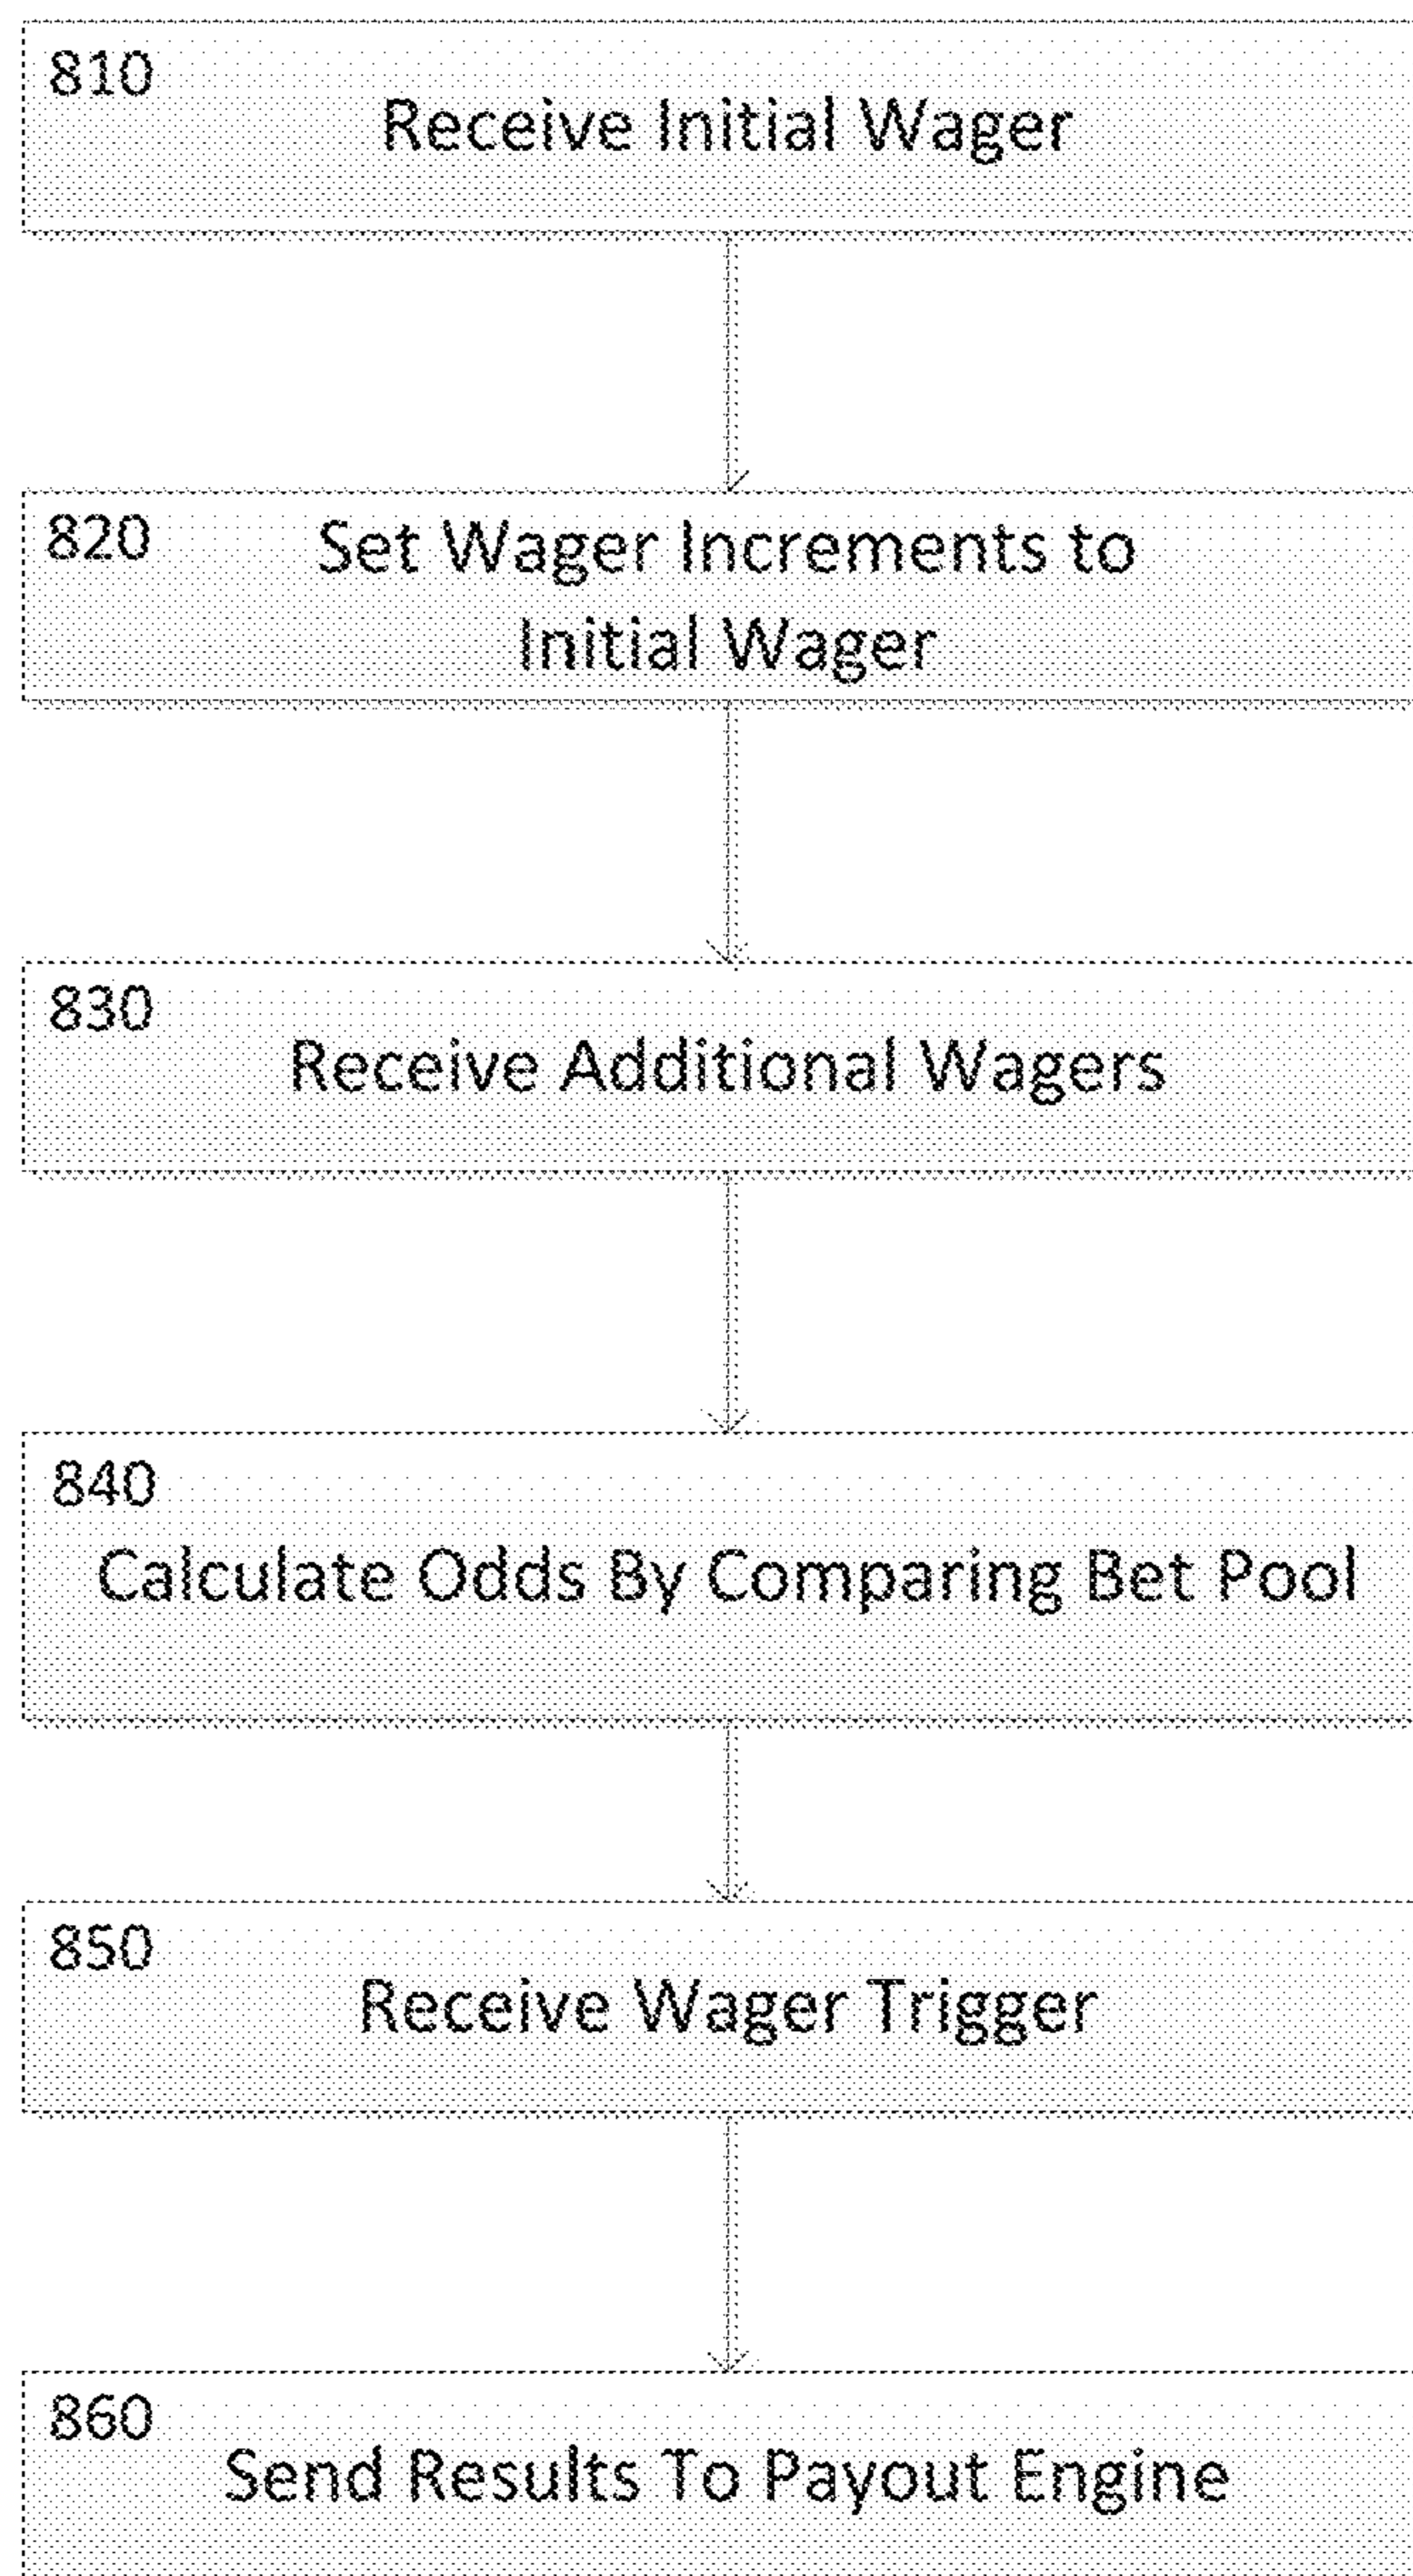 810
Receive Initial Wager
820
Set Wager Increments to
Initial Wager
830
Receive Additional Wagers
840
Calculate Odds By Comparing Bet Pool
850
Receive Wager Trigger
860
Send Results To Payout Engine